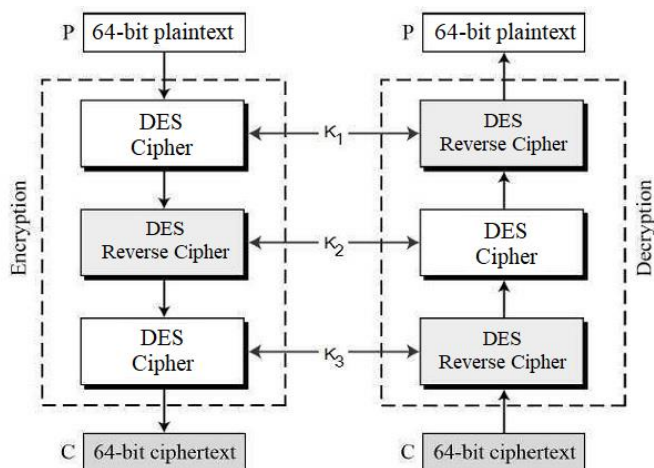 P 64-bit plaintext
P 64-bit plaintext
Encryption
DES
Cipher
K1
DES
Reverse Cipher
DES
Reverse Cipher
K2
DES
Cipher
DES
Cipher
K3
DES
Reverse Cipher
Decryption
C 64-bit ciphertext
C 64-bit ciphertext